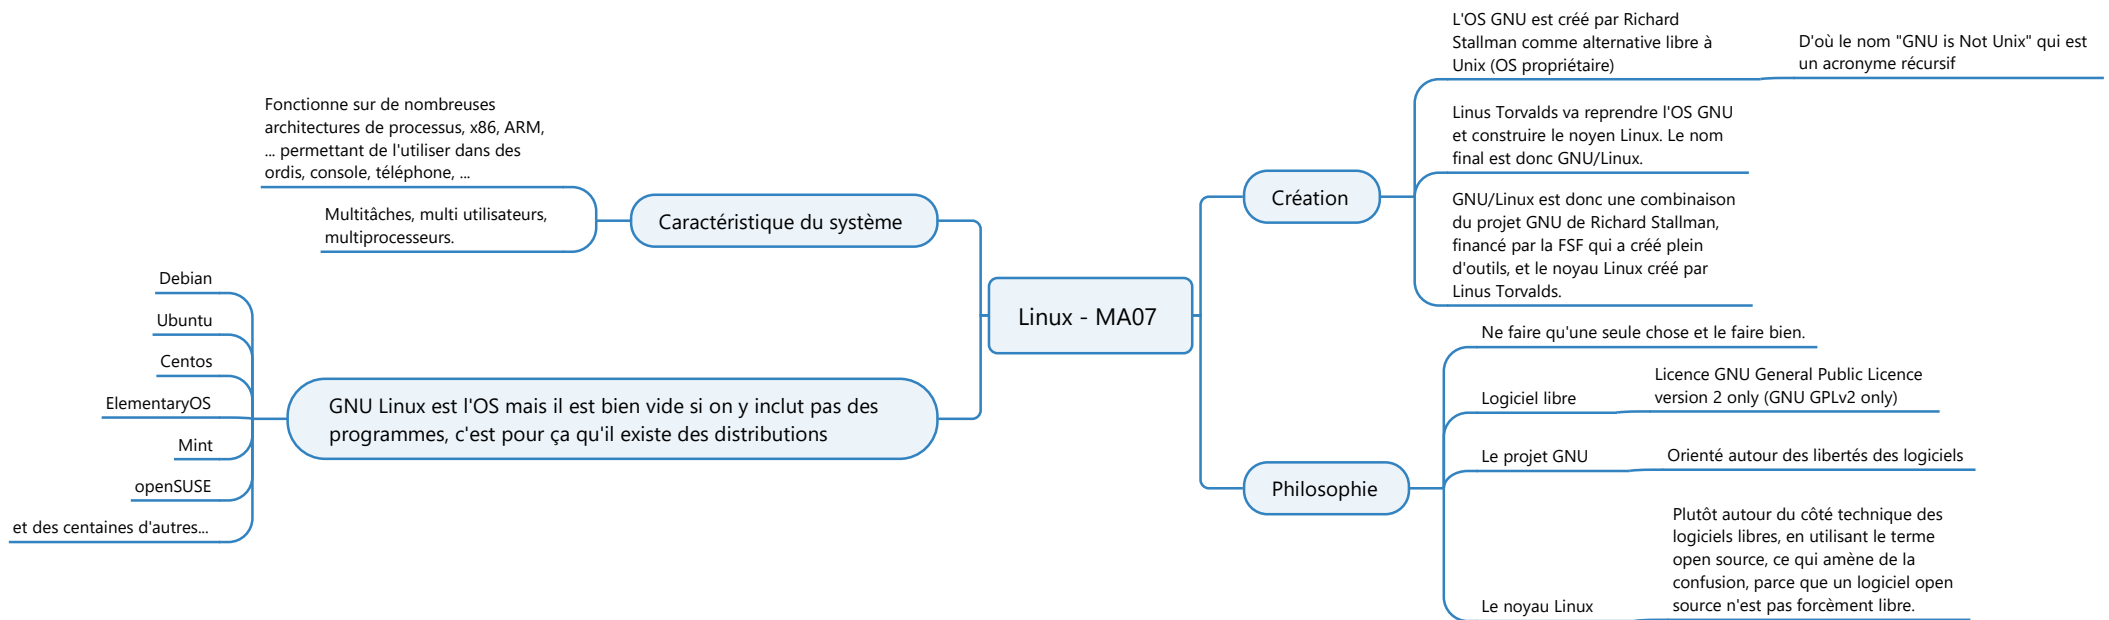 Linux - MA07
Création
L'OS GNU est créé par Richard
Stallman comme alternative libre à
Unix (OS propriétaire)
D'où le nom "GNU is Not Unix" qui est
un acronyme récursif
Linus Torvalds va reprendre l'OS GNU
et construire le noyen Linux. Le nom
final est donc GNU/Linux.
GNU/Linux est donc une combinaison
du projet GNU de Richard Stallman,
financé par la FSF qui a créé plein
d'outils, et le noyau Linux créé par
Linus Torvalds.
Philosophie
Ne faire qu'une seule chose et le faire bien.
Logiciel libre
Licence GNU General Public Licence
version 2 only (GNU GPLv2 only)
Le projet GNU
Orienté autour des libertés des logiciels
Le noyau Linux
Plutôt autour du côté technique des
logiciels libres, en utilisant le terme
open source, ce qui amène de la
confusion, parce que un logiciel open
source n'est pas forcèment libre.
Caractéristique du système
Fonctionne sur de nombreuses
architectures de processus, x86, ARM,
... permettant de l'utiliser dans des
ordis, console, téléphone, ...
Multitâches, multi utilisateurs,
multiprocesseurs.
GNU Linux est l'OS mais il est bien vide si on y inclut pas des
programmes, c'est pour ça qu'il existe des distributions
Debian
Ubuntu
Centos
ElementaryOS
Mint
openSUSE
et des centaines d'autres...